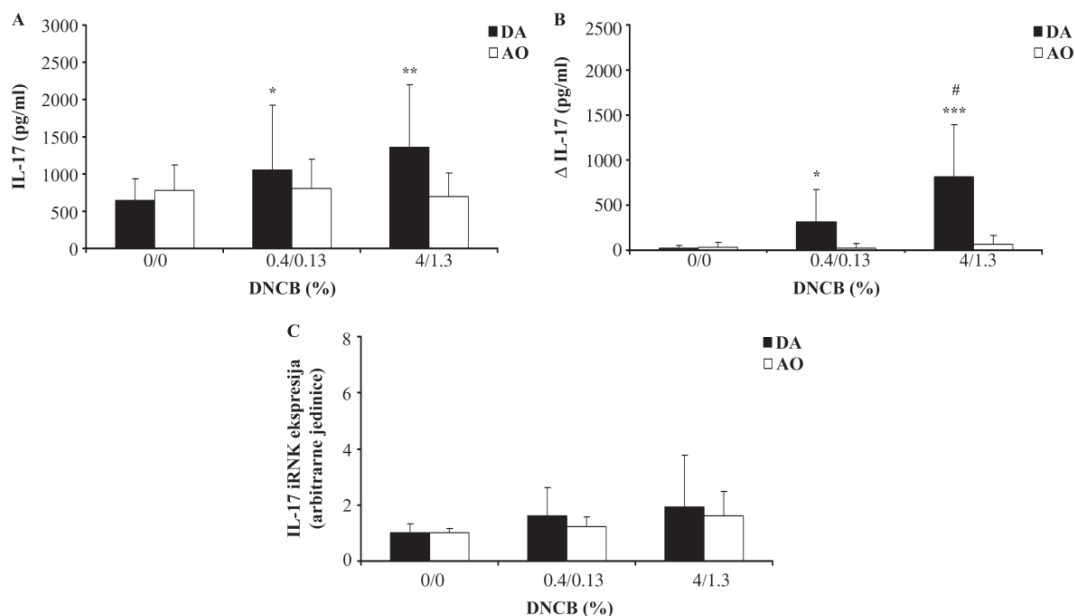 A
IL-17 (pg/ml)
3000
2500
2000
1500
1000
500
0
DA
AO
*
**
0/0
0.4/0.13
4/1.3
DNCB (%)
B
Δ IL-17 (pg/ml)
2500
2000
1500
1000
500
0
DA
AO
*
#
***
0/0
0.4/0.13
4/1.3
DNCB (%)
C
IL-17 iRNK ekspresija
(arbitrarne jedinice)
8
6
4
2
0
DA
AO
0/0
0.4/0.13
4/1.3
DNCB (%)